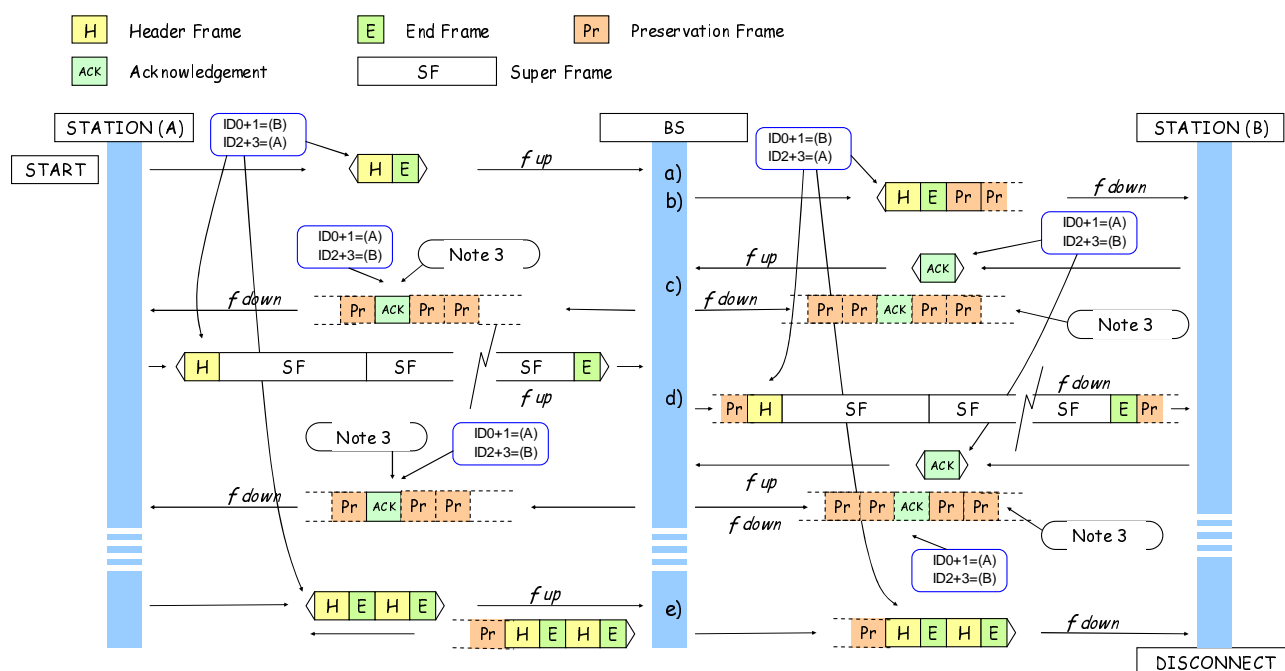 H Header Frame E End Frame Pr Preservation Frame
ACK Acknowledgement SF Super Frame
STATION (A) BS STATION (B)
ID0+1=(B)
ID2+3=(A)
ID0+1=(B)
ID2+3=(A)
START
H E
f up
a)
b)
H E Pr Pr
f down
ID0+1=(A)
ID2+3=(B)
ID0+1=(A)
ID2+3=(B)
Note 3
f up
ACK
c)
f down
Pr ACK Pr Pr
f down
Pr Pr ACK Pr Pr
Note 3
H SF SF SF E
f up
d)
f down
Pr H SF SF SF E Pr
Note 3
ID0+1=(A)
ID2+3=(B)
ACK
f up
f down
Pr ACK Pr Pr
f down
Pr Pr ACK Pr Pr
Note 3
ID0+1=(A)
ID2+3=(B)
H E H E
f up
e)
Pr H E H E
Pr H E H E
f down
DISCONNECT